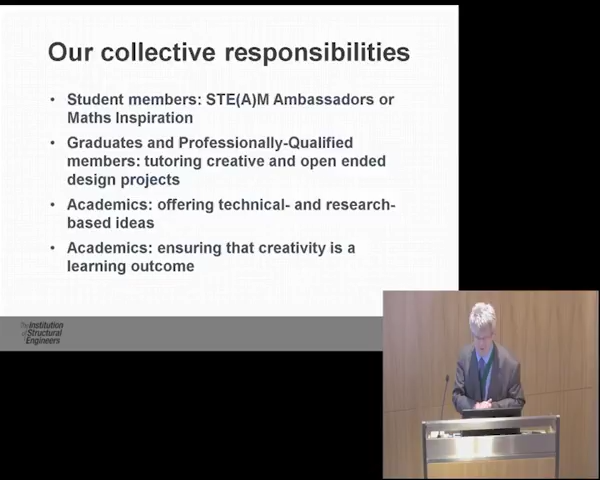 Our collective responsibilities
• Student members: STE(A)M Ambassadors or
Maths Inspiration
• Graduates and Professionally-Qualified
members: tutoring creative and open ended
design projects
• Academics: offering technical- and research-
based ideas
• Academics: ensuring that creativity is a
learning outcome
The Institution
of Structural
Engineers